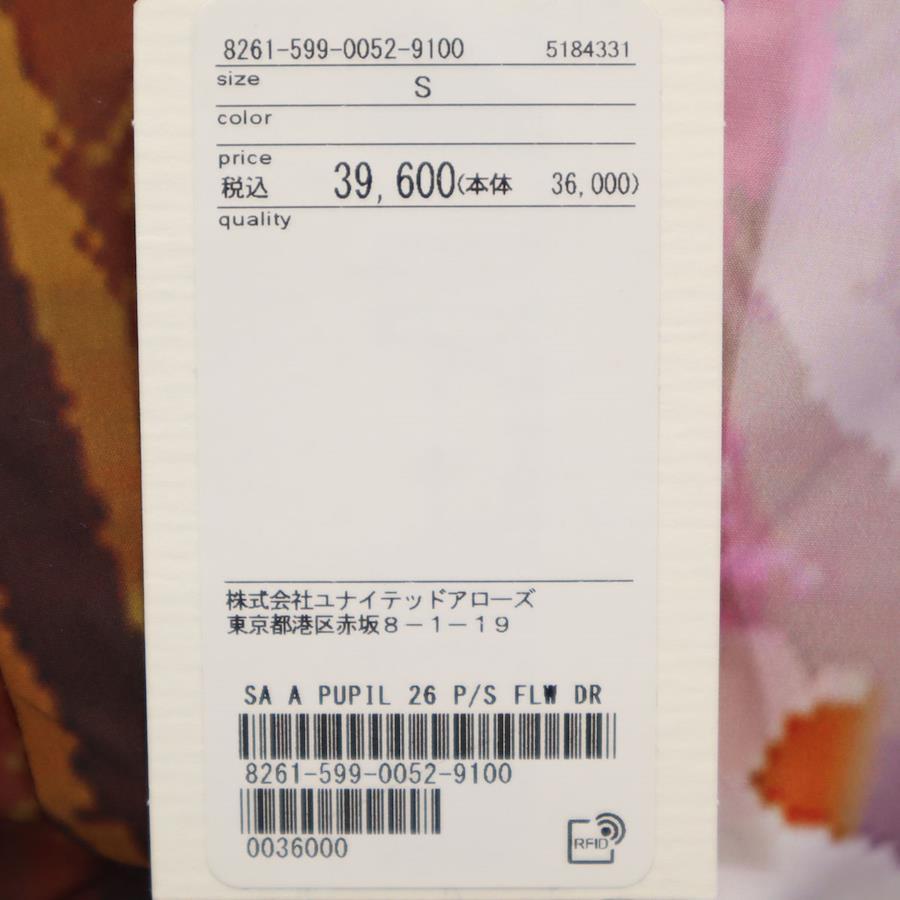 8261-599-0052-9100 5184331
size S
color
price
税込 39,600(本体 36,000)
quality
株式会社ユナイテッドアローズ
東京都港区赤坂8-1-19
SA A PUPIL 26 P/S FLW DR
8261-599-0052-9100
0036000
RFID